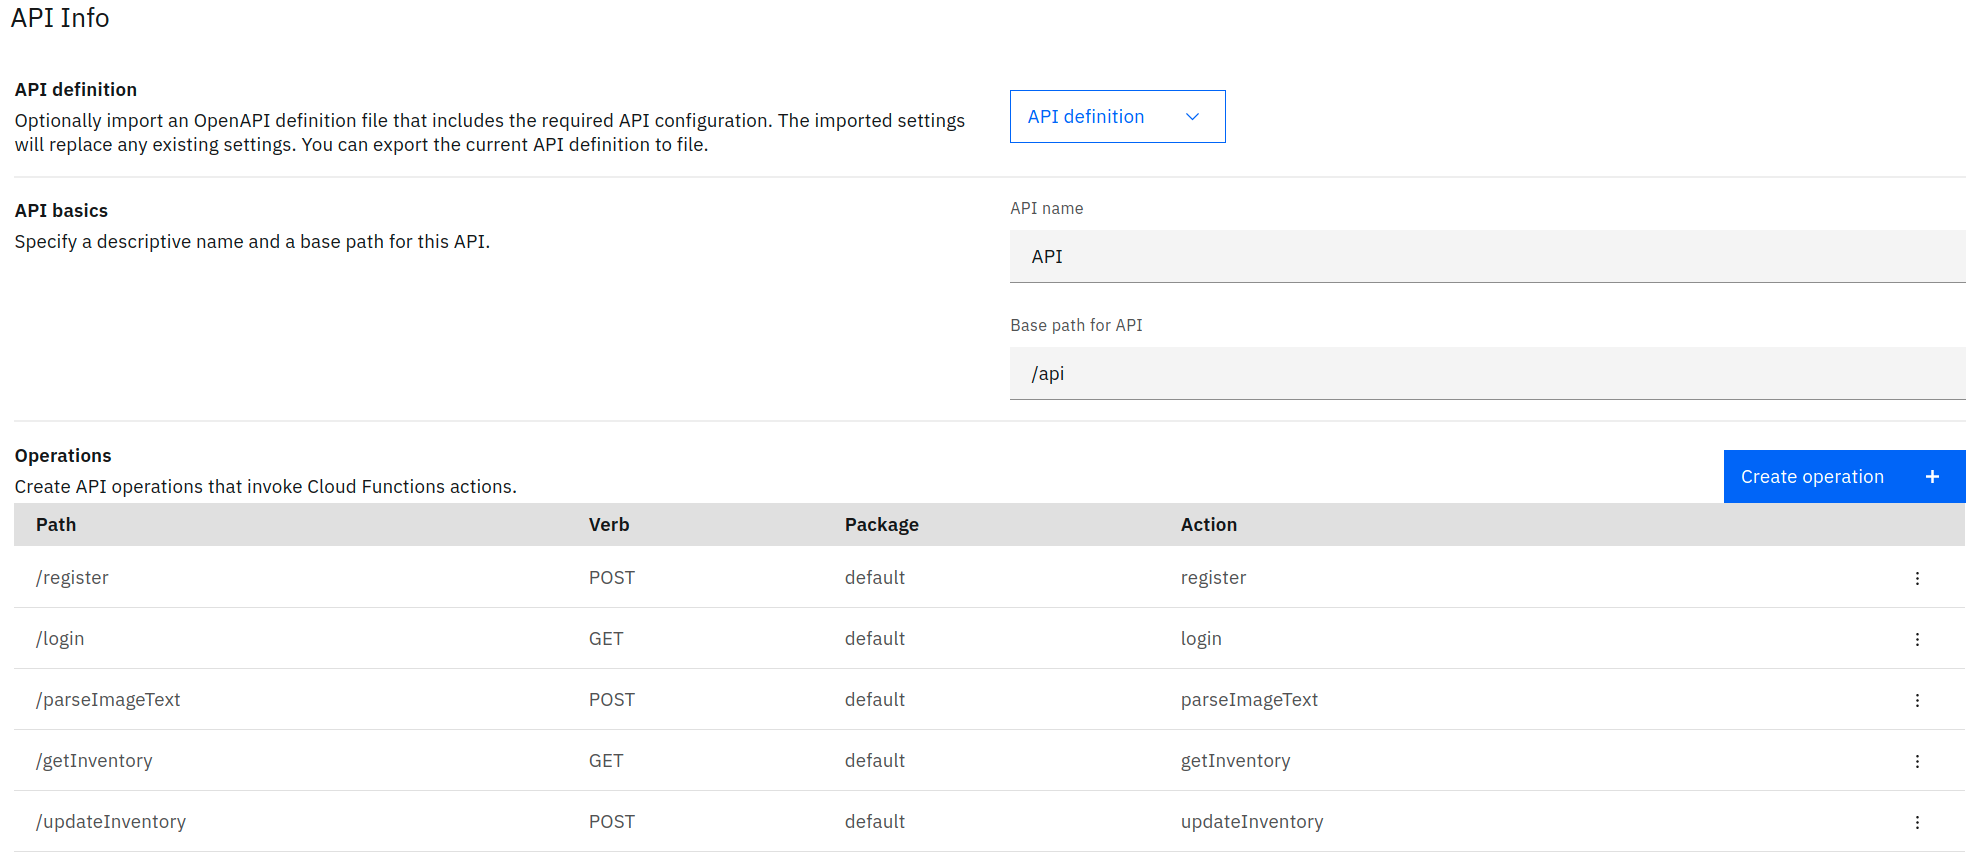 API Info
API definition
Optionally import an OpenAPI definition file that includes the required API configuration. The imported settings
will replace any existing settings. You can export the current API definition to file.
API definition
API basics
Specify a descriptive name and a base path for this API.
API name
API
Base path for API
/api
Operations
Create API operations that invoke Cloud Functions actions.
Create operation +
Path Verb Package Action
/register POST default register
/login GET default login
/parseImageText POST default parseImageText
/getInventory GET default getInventory
/updateInventory POST default updateInventory